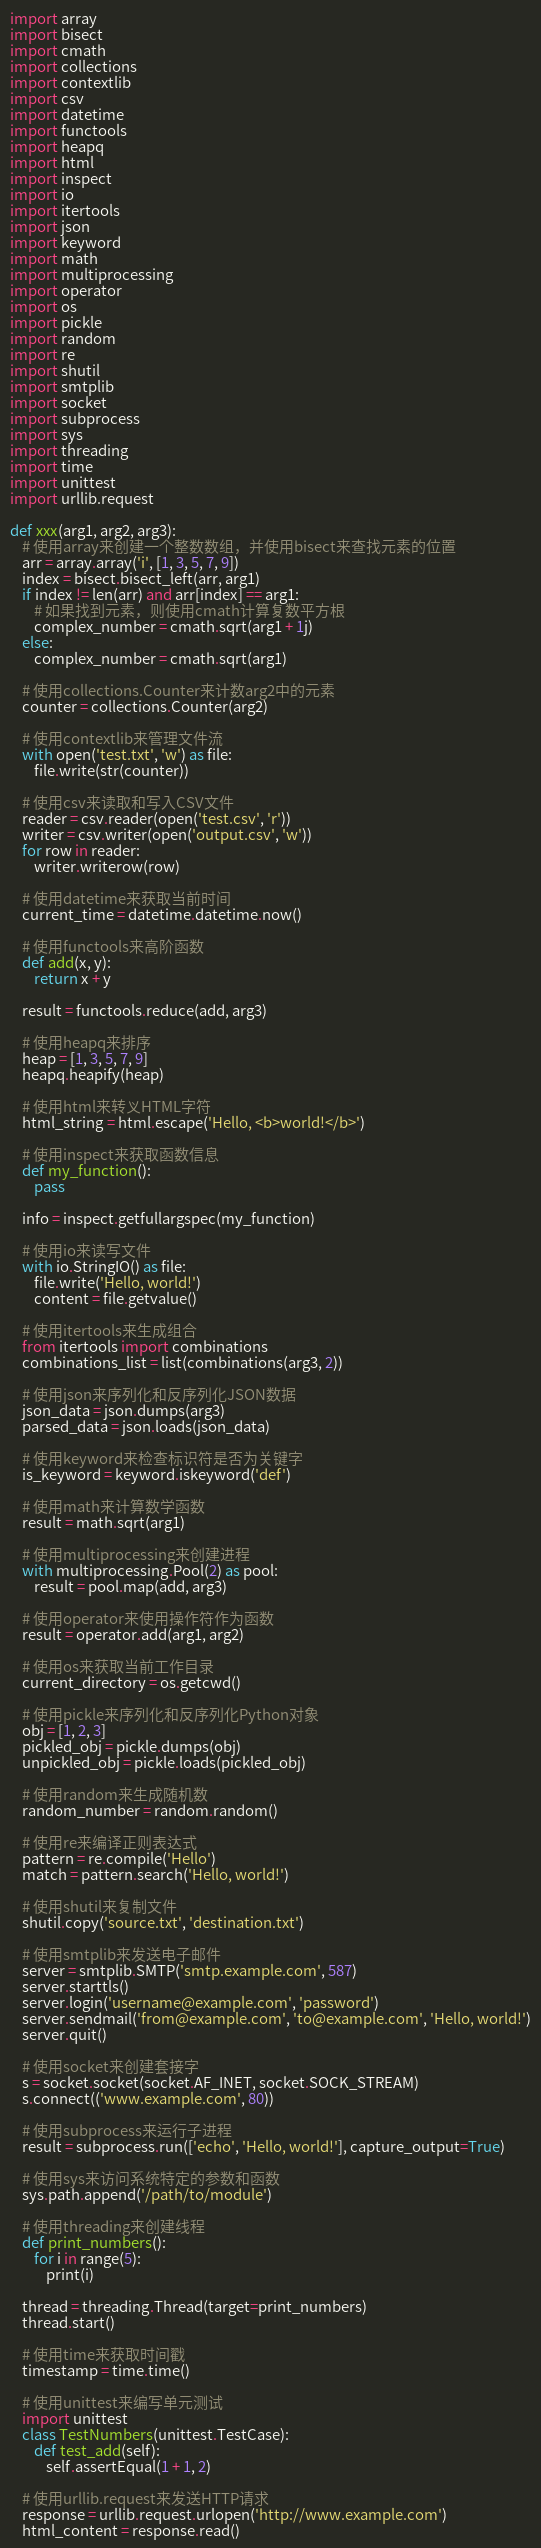 import array
import bisect
import cmath
import collections
import contextlib
import csv
import datetime
import functools
import heapq
import html
import inspect
import io
import itertools
import json
import keyword
import math
import multiprocessing
import operator
import os
import pickle
import random
import re
import shutil
import smtplib
import socket
import subprocess
import sys
import threading
import time
import unittest
import urllib.request

def xxx(arg1, arg2, arg3):
    # 使用array来创建一个整数数组，并使用bisect来查找元素的位置
    arr = array.array('i', [1, 3, 5, 7, 9])
    index = bisect.bisect_left(arr, arg1)
    if index != len(arr) and arr[index] == arg1:
        # 如果找到元素，则使用cmath计算复数平方根
        complex_number = cmath.sqrt(arg1 + 1j)
    else:
        complex_number = cmath.sqrt(arg1)

    # 使用collections.Counter来计数arg2中的元素
    counter = collections.Counter(arg2)

    # 使用contextlib来管理文件流
    with open('test.txt', 'w') as file:
        file.write(str(counter))

    # 使用csv来读取和写入CSV文件
    reader = csv.reader(open('test.csv', 'r'))
    writer = csv.writer(open('output.csv', 'w'))
    for row in reader:
        writer.writerow(row)

    # 使用datetime来获取当前时间
    current_time = datetime.datetime.now()

    # 使用functools来高阶函数
    def add(x, y):
        return x + y

    result = functools.reduce(add, arg3)

    # 使用heapq来排序
    heap = [1, 3, 5, 7, 9]
    heapq.heapify(heap)

    # 使用html来转义HTML字符
    html_string = html.escape('Hello, <b>world!</b>')

    # 使用inspect来获取函数信息
    def my_function():
        pass

    info = inspect.getfullargspec(my_function)

    # 使用io来读写文件
    with io.StringIO() as file:
        file.write('Hello, world!')
        content = file.getvalue()

    # 使用itertools来生成组合
    from itertools import combinations
    combinations_list = list(combinations(arg3, 2))

    # 使用json来序列化和反序列化JSON数据
    json_data = json.dumps(arg3)
    parsed_data = json.loads(json_data)

    # 使用keyword来检查标识符是否为关键字
    is_keyword = keyword.iskeyword('def')

    # 使用math来计算数学函数
    result = math.sqrt(arg1)

    # 使用multiprocessing来创建进程
    with multiprocessing.Pool(2) as pool:
        result = pool.map(add, arg3)

    # 使用operator来使用操作符作为函数
    result = operator.add(arg1, arg2)

    # 使用os来获取当前工作目录
    current_directory = os.getcwd()

    # 使用pickle来序列化和反序列化Python对象
    obj = [1, 2, 3]
    pickled_obj = pickle.dumps(obj)
    unpickled_obj = pickle.loads(pickled_obj)

    # 使用random来生成随机数
    random_number = random.random()

    # 使用re来编译正则表达式
    pattern = re.compile('Hello')
    match = pattern.search('Hello, world!')

    # 使用shutil来复制文件
    shutil.copy('source.txt', 'destination.txt')

    # 使用smtplib来发送电子邮件
    server = smtplib.SMTP('smtp.example.com', 587)
    server.starttls()
    server.login('username@example.com', 'password')
    server.sendmail('from@example.com', 'to@example.com', 'Hello, world!')
    server.quit()

    # 使用socket来创建套接字
    s = socket.socket(socket.AF_INET, socket.SOCK_STREAM)
    s.connect(('www.example.com', 80))

    # 使用subprocess来运行子进程
    result = subprocess.run(['echo', 'Hello, world!'], capture_output=True)

    # 使用sys来访问系统特定的参数和函数
    sys.path.append('/path/to/module')

    # 使用threading来创建线程
    def print_numbers():
        for i in range(5):
            print(i)

    thread = threading.Thread(target=print_numbers)
    thread.start()

    # 使用time来获取时间戳
    timestamp = time.time()

    # 使用unittest来编写单元测试
    import unittest
    class TestNumbers(unittest.TestCase):
        def test_add(self):
            self.assertEqual(1 + 1, 2)

    # 使用urllib.request来发送HTTP请求
    response = urllib.request.urlopen('http://www.example.com')
    html_content = response.read()